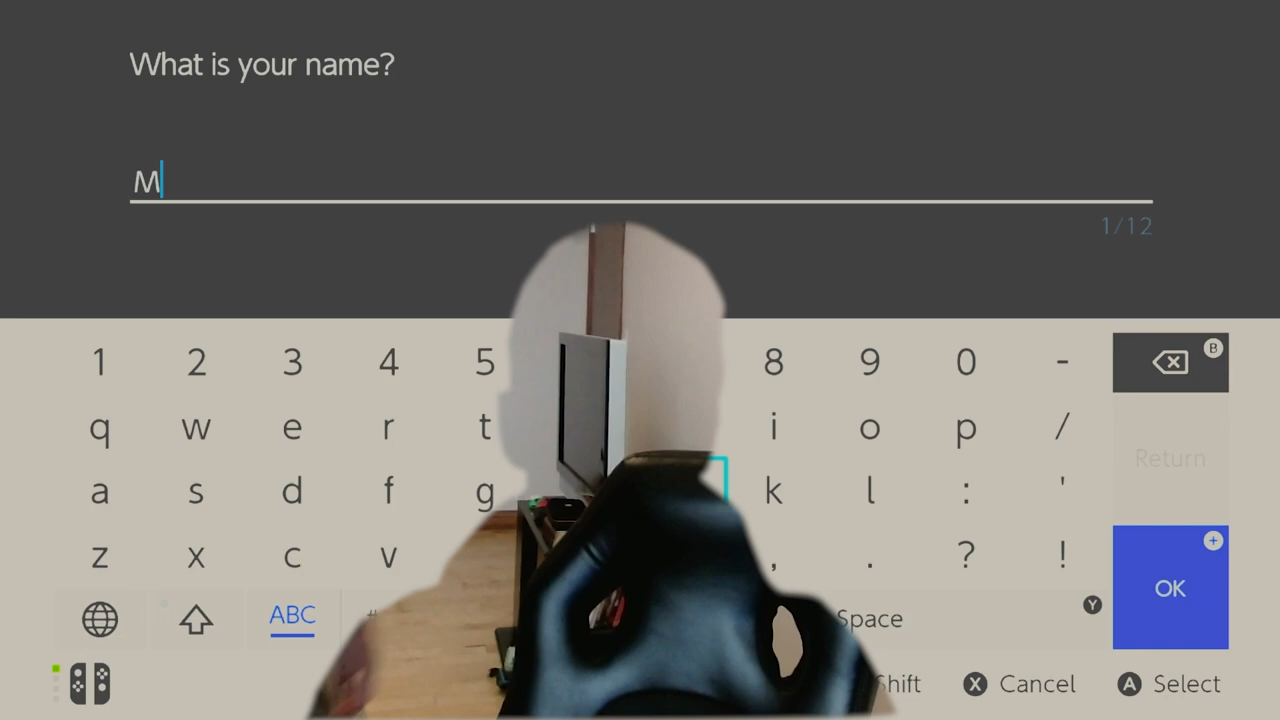 What is your name?
M
1/12
1 2 3 4 5 8 9 0 - B
q w e r t i o p /
Return
a s d f g k l : '
z x c v , . ? ! +
OK
ABC # Space Y
Shift X Cancel A Select